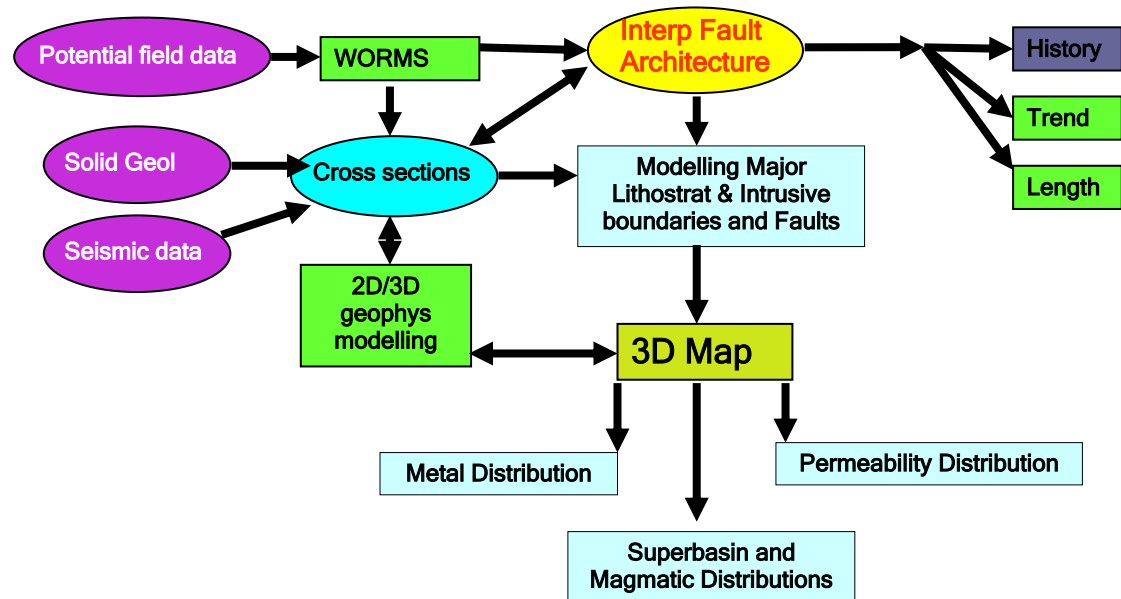 Potential field data
WORMS
Interp Fault
Architecture
History
Trend
Length
Solid Geol
Cross sections
Modelling Major
Lithostrat & Intrusive
boundaries and Faults
Seismic data
2D/3D
geophys
modelling
3D Map
Metal Distribution
Permeability Distribution
Superbasin and
Magmatic Distributions